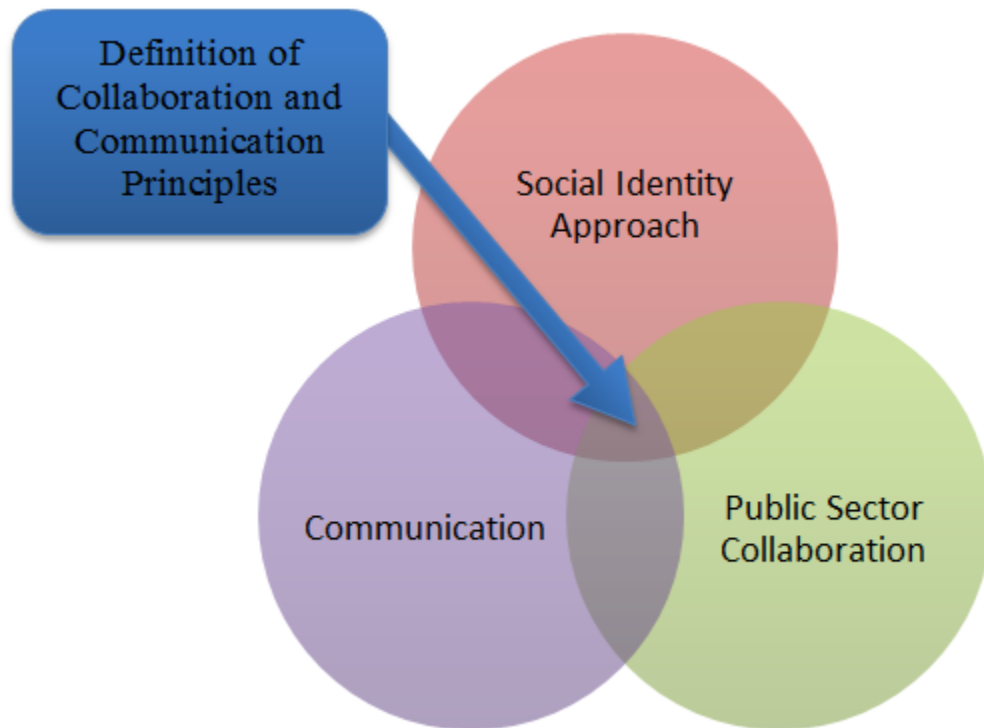 Definition of
Collaboration and
Communication
Principles
Social Identity
Approach
Communication
Public Sector
Collaboration